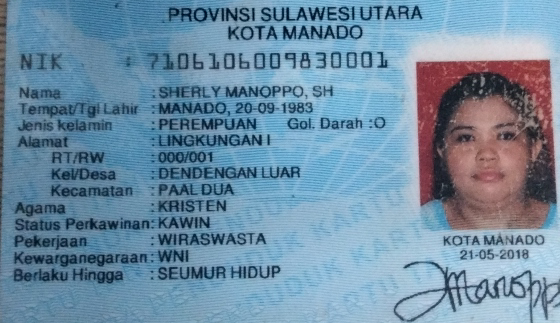 PROVINSI SULAWESI UTARA
KOTA MANADO
NIK : 7106106009830001
Nama : SHERLY MANOPPO, SH
Tempat/Tgl Lahir : MANADO, 20-09-1983
Jenis kelamin : PEREMPUAN Gol. Darah :O
Alamat : LINGKUNGAN I
RT/RW : 000/001
Kel/Desa : DENDENGAN LUAR
Kecamatan : PAAL DUA
Agama : KRISTEN
Status Perkawinan: KAWIN
Pekerjaan : WIRASWASTA
Kewarganegaraan: WNI
Berlaku Hingga : SEUMUR HIDUP
KOTA MANADO
21-05-2018